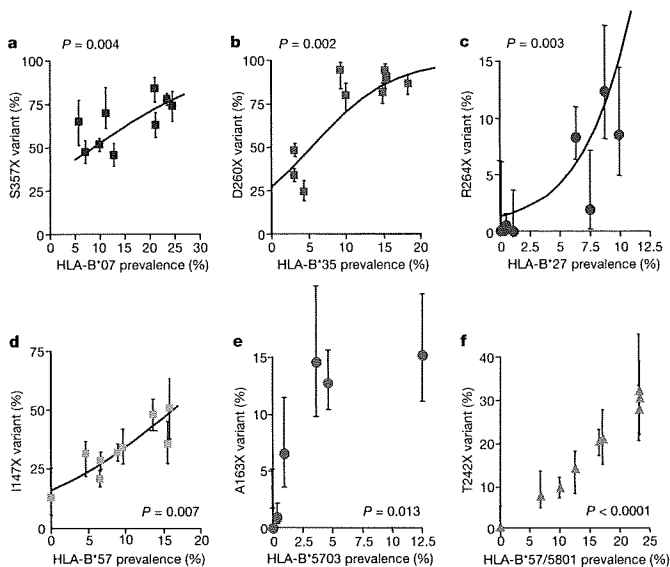 a
P = 0.004
S357X variant (%)
100
75
50
25
0
0 5 10 15 20 25 30
HLA-B*07 prevalence (%)
b
P = 0.002
D260X variant (%)
100
75
50
25
0
0 5 10 15 20
HLA-B*35 prevalence (%)
c
P = 0.003
R264X variant (%)
15
10
5
0
0 2.5 5.0 7.5 10.0 12.5
HLA-B*27 prevalence (%)
d
I147X variant (%)
75
50
25
0
0 5 10 15 20
P = 0.007
HLA-B*57 prevalence (%)
e
A163X variant (%)
15
10
5
0
0 2.5 5.0 7.5 10.0 12.5
P = 0.013
HLA-B*5703 prevalence (%)
f
T242X variant (%)
40
30
20
10
0
0 5 10 15 20 25
P < 0.0001
HLA-B*57/5801 prevalence (%)